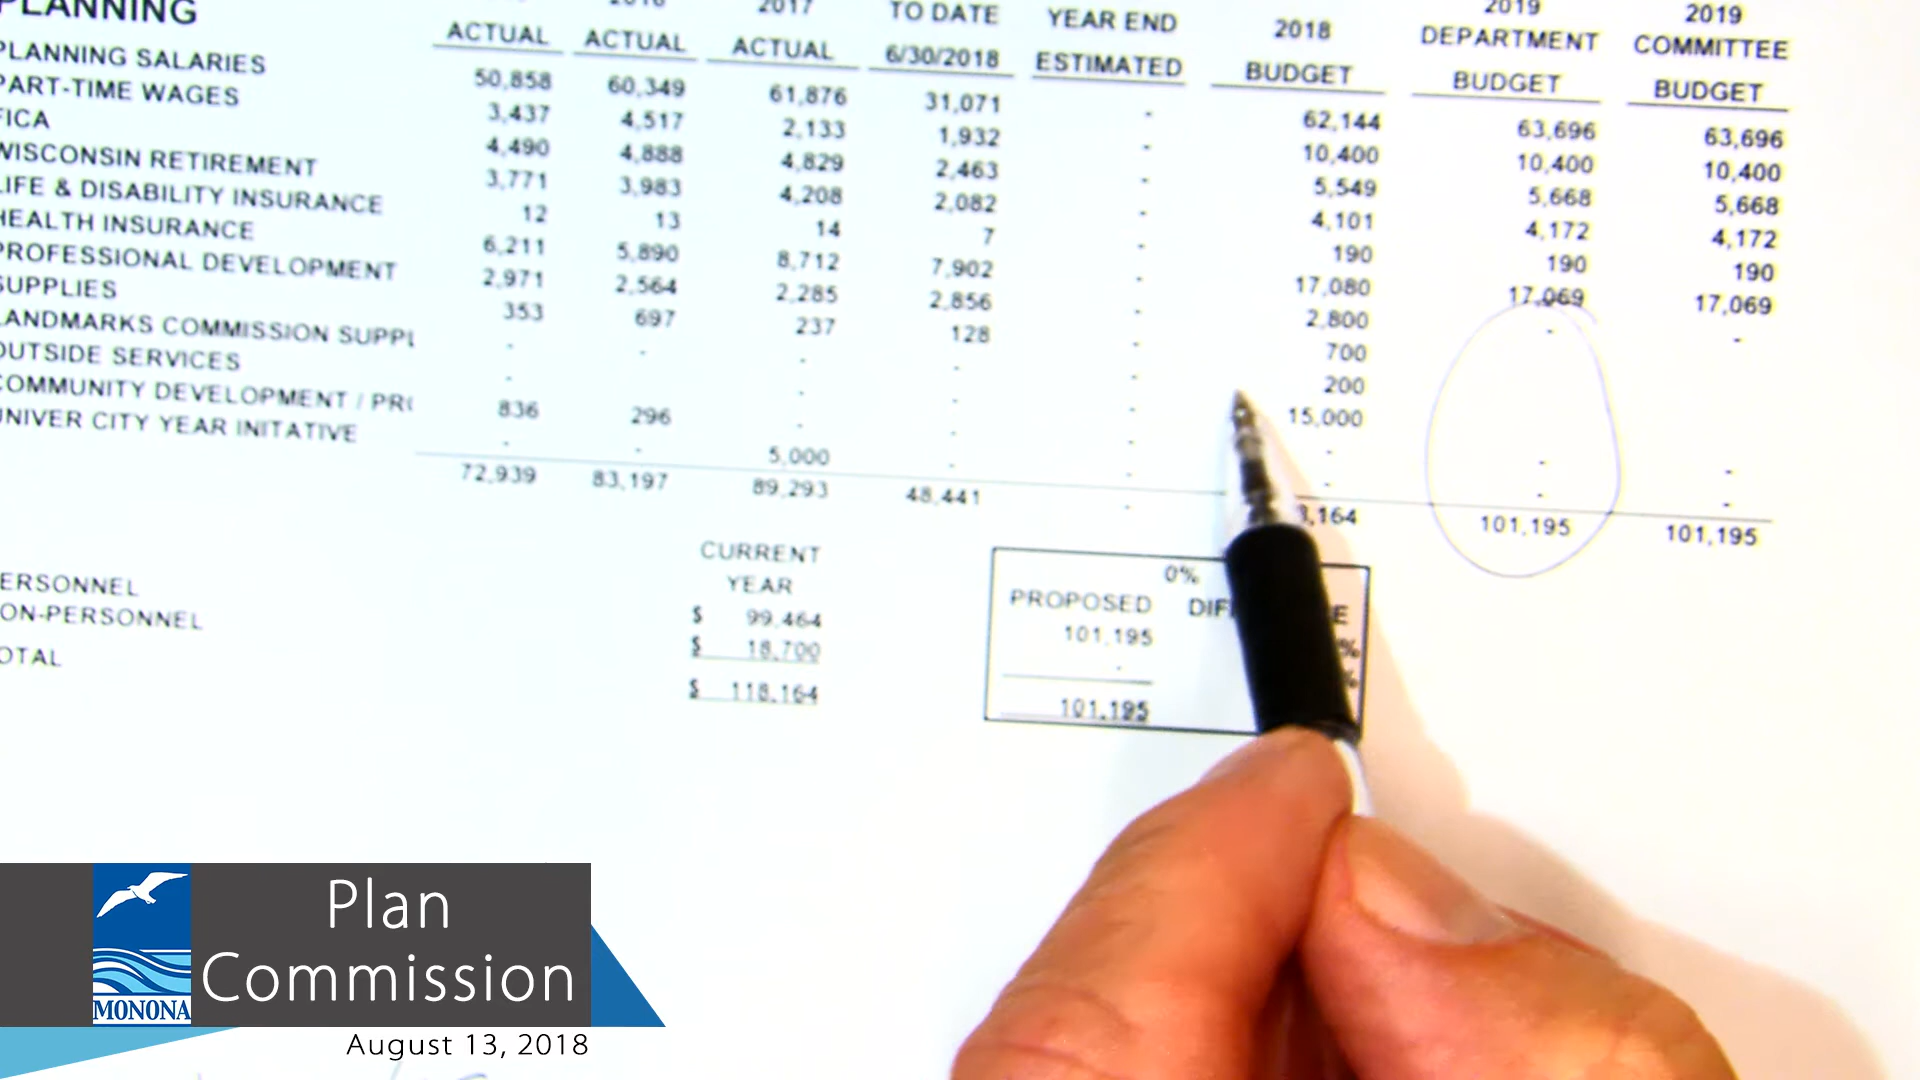 PLANNING
2017 TO DATE YEAR END 2018 2019 2019
ACTUAL ACTUAL ACTUAL 6/30/2018 ESTIMATED BUDGET DEPARTMENT COMMITTEE
BUDGET BUDGET
PLANNING SALARIES 50,858 60,349 61,876 31,071 - 62,144 63,696 63,696
PART-TIME WAGES 3,437 4,517 2,133 1,932 - 10,400 10,400 10,400
FICA 4,490 4,888 4,829 2,463 - 5,549 5,668 5,668
WISCONSIN RETIREMENT 3,771 3,983 4,208 2,082 - 4,101 4,172 4,172
LIFE & DISABILITY INSURANCE 12 13 14 7 - 190 190 190
HEALTH INSURANCE 6,211 5,890 8,712 7,902 - 17,080 17,069 17,069
PROFESSIONAL DEVELOPMENT 2,971 2,564 2,285 2,856 - 2,800 - -
SUPPLIES 353 697 237 128 - 700
LANDMARKS COMMISSION SUPPL - - - - - 200
OUTSIDE SERVICES - - - - 15,000
COMMUNITY DEVELOPMENT / PRO 836 296 - - - - - -
UNIVER CITY YEAR INITATIVE - - 5,000 - - - - -
72,939 83,197 89,293 48,441 - 8,164 101,195 101,195
CURRENT
YEAR
ERSONNEL $ 99,464
ON-PERSONNEL $ 18,700
OTAL $ 118,164
0%
PROPOSED DIF E
101,195 %
- %
101,195
Plan
Commission
MONONA
August 13, 2018